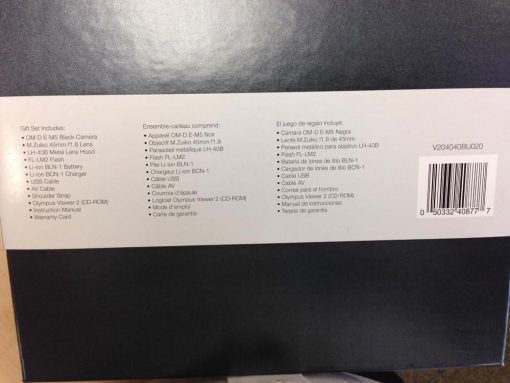 Gift Set Includes:
• OM-D E-M5 Black Camera
• M.Zuiko 45mm f1.8 Lens
• LH-40B Metal Lens Hood
• FL-LM2 Flash
• Li-ion BLN-1 Battery
• Li-ion BCN-1 Charger
• USB Cable
• AV Cable
• Shoulder Strap
• Olympus Viewer 2 (CD-ROM)
• Instruction Manual
• Warranty Card
Ensemble-cadeau comprend:
• Appareil OM-D E-M5 Noir
• Objectif M.Zuiko 45mm f1.8
• Parasoleil métallique LH-40B
• Flash FL-LM2
• Pile Li-ion BLN-1
• Chargeur Li-ion BCN-1
• Câble USB
• Câble AV
• Courroie d'épaule
• Logiciel Olympus Viewer 2 (CD-ROM)
• Mode d'emploi
• Carte de garantie
El juego de regalo incluye:
• Cámara OM-D E-M5 Negra
• Lente M.Zuiko f1.8 de 45mm
• Parasol metálico para objetivo LH-40B
• Flash FL-LM2
• Batería de iones de litio BLN-1
• Cargador de iones de litio BCN-1
• Cable USB
• Cable AV
• Correa para el hombro
• Olympus Viewer 2 (CD-ROM)
• Manual de instrucciones
• Tarjeta de garantía
V204040BU020
0 50332 40877 7